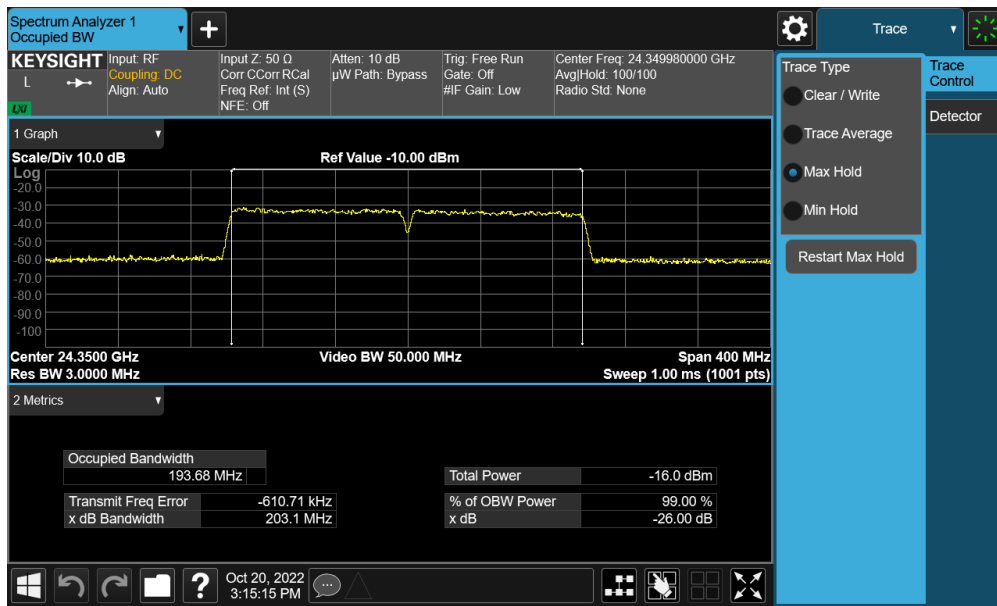 Spectrum Analyzer 1
Occupied BW
+
Trace
KEYSIGHT
L
LXI
Input: RF
Coupling: DC
Align: Auto
Input Z: 50 Ω
Corr CCorr RCal
Freq Ref: Int (S)
NFE: Off
Atten: 10 dB
µW Path: Bypass
Trig: Free Run
Gate: Off
#IF Gain: Low
Center Freq: 24.349980000 GHz
Avg|Hold: 100/100
Radio Std: None
Trace Type
Clear / Write
Trace Average
Max Hold
Min Hold
Restart Max Hold
Trace
Control
Detector
1 Graph
Scale/Div 10.0 dB
Ref Value -10.00 dBm
Log
-20.0
-30.0
-40.0
-50.0
-60.0
-70.0
-80.0
-90.0
-100
Center 24.3500 GHz
Video BW 50.000 MHz
Span 400 MHz
Res BW 3.0000 MHz
Sweep 1.00 ms (1001 pts)
2 Metrics
Occupied Bandwidth
193.68 MHz
Total Power -16.0 dBm
Transmit Freq Error -610.71 kHz
% of OBW Power 99.00 %
x dB Bandwidth 203.1 MHz
x dB -26.00 dB
?
Oct 20, 2022
3:15:15 PM